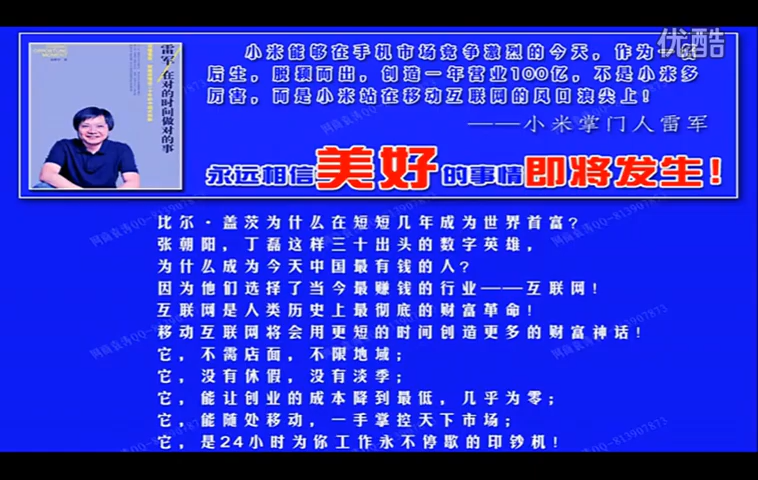 优酷
小米能够在手机市场竞争激烈的今天，作为一级
后生，脱颖而出，创造一年营业100亿，不是小米多
厉害，而是小米站在移动互联网的风口浪尖上！
——小米掌门人雷军
雷军 在对的时间做对的事
永远相信美好的事情即将发生！
比尔·盖茨为什么在短短几年成为世界首富？
张朝阳，丁磊这样三十出头的数字英雄，
为什么成为今天中国最有钱的人？
因为他们选择了当今最赚钱的行业——互联网！
互联网是人类历史上最彻底的财富革命！
移动互联网将会用更短的时间创造更多的财富神话！
它，不需店面，不限地域；
它，没有休假，没有淡季；
它，能让创业的成本降到最低，几乎为零；
它，能随处移动，一手掌控天下市场；
它，是24小时为你工作永不停歇的印钞机！